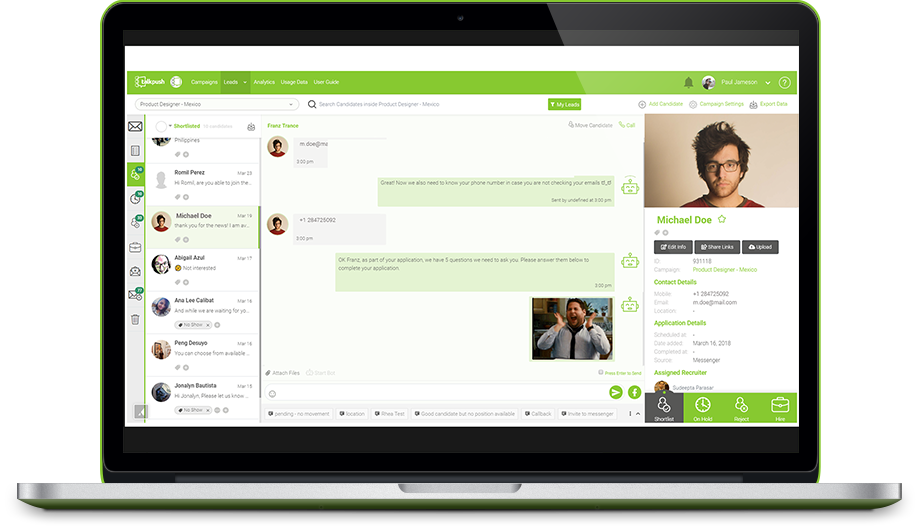 talkpush
Campaigns
Leads
Analytics
Usage Data
User Guide
Paul Jameson
?
Product Designer - Mexico
Search Candidates inside Product Designer - Mexico
My Leads
Add Candidate
Campaign Settings
Export Data
Shortlisted
Philippines
Romil Perez
Mar 23
Hi Romil, are you able to join the
Michael Doe
Mar 19
thank you for the news! I am av...
Abigail Azul
Mar 17
Not interested
Ana Lee Calibat
Mar 16
And while we are waiting for yo...
No Show x
Peng Desuyo
Mar 16
You can choose from available ...
Jonalyn Bautista
Mar 16
Hi Jonalyn, Please let us know...
No Show x
Franz Trance
Move Candidate
Call
m.doe@ma
3:00 pm
Great! Now we also need to know your phone number in case you are not checking your emails
Sent by undefined at 3:00 pm
+1 284725092
3:00 pm
OK Franz, as part of your application, we have 5 questions we need to ask you. Please answer them below to
complete your application.
3:00 pm
Attach Files
Start Bot
Press Enter to Send
pending - no movement
location
Rhea Test
Good candidate but no position available
Callback
Invite to messenger
Michael Doe
Edit Info
Share Links
Upload
ID:
931118
Campaign:
Product Designer - Mexico
Contact Details
Mobile:
+1 284725092
Email:
m.doe@mail.com
Location:
-
Application Details
Scheduled at:
-
Date added:
March 16, 2018
Completed at:
-
Source:
Messenger
Assigned Recruiter
Sudeepta Parasar
Shortlist
On Hold
Reject
Hire